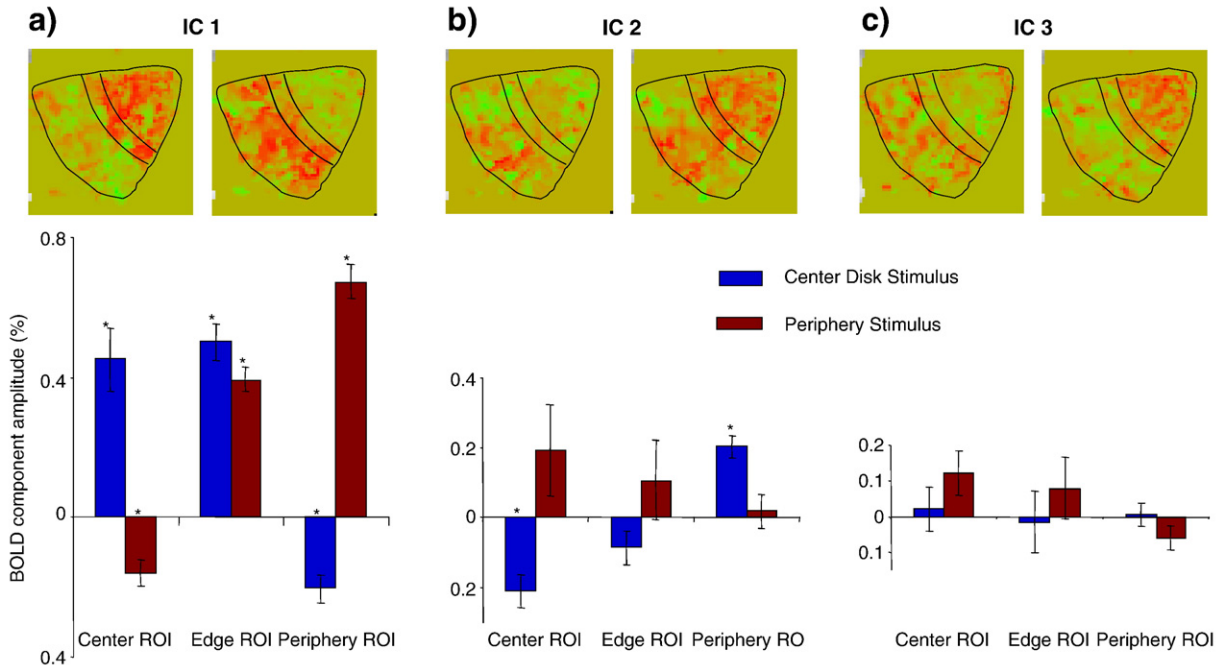 a) IC 1
b) IC 2
c) IC 3
BOLD component amplitude (%)
0.8
0.4
0
0.4
* * * * * *
Center ROI Edge ROI Periphery ROI
Center Disk Stimulus
Periphery Stimulus
0.4
0.2
0
0.2
* *
Center ROI Edge ROI Periphery RO
0.2
0.1
0
0.1
Center ROI Edge ROI Periphery ROI